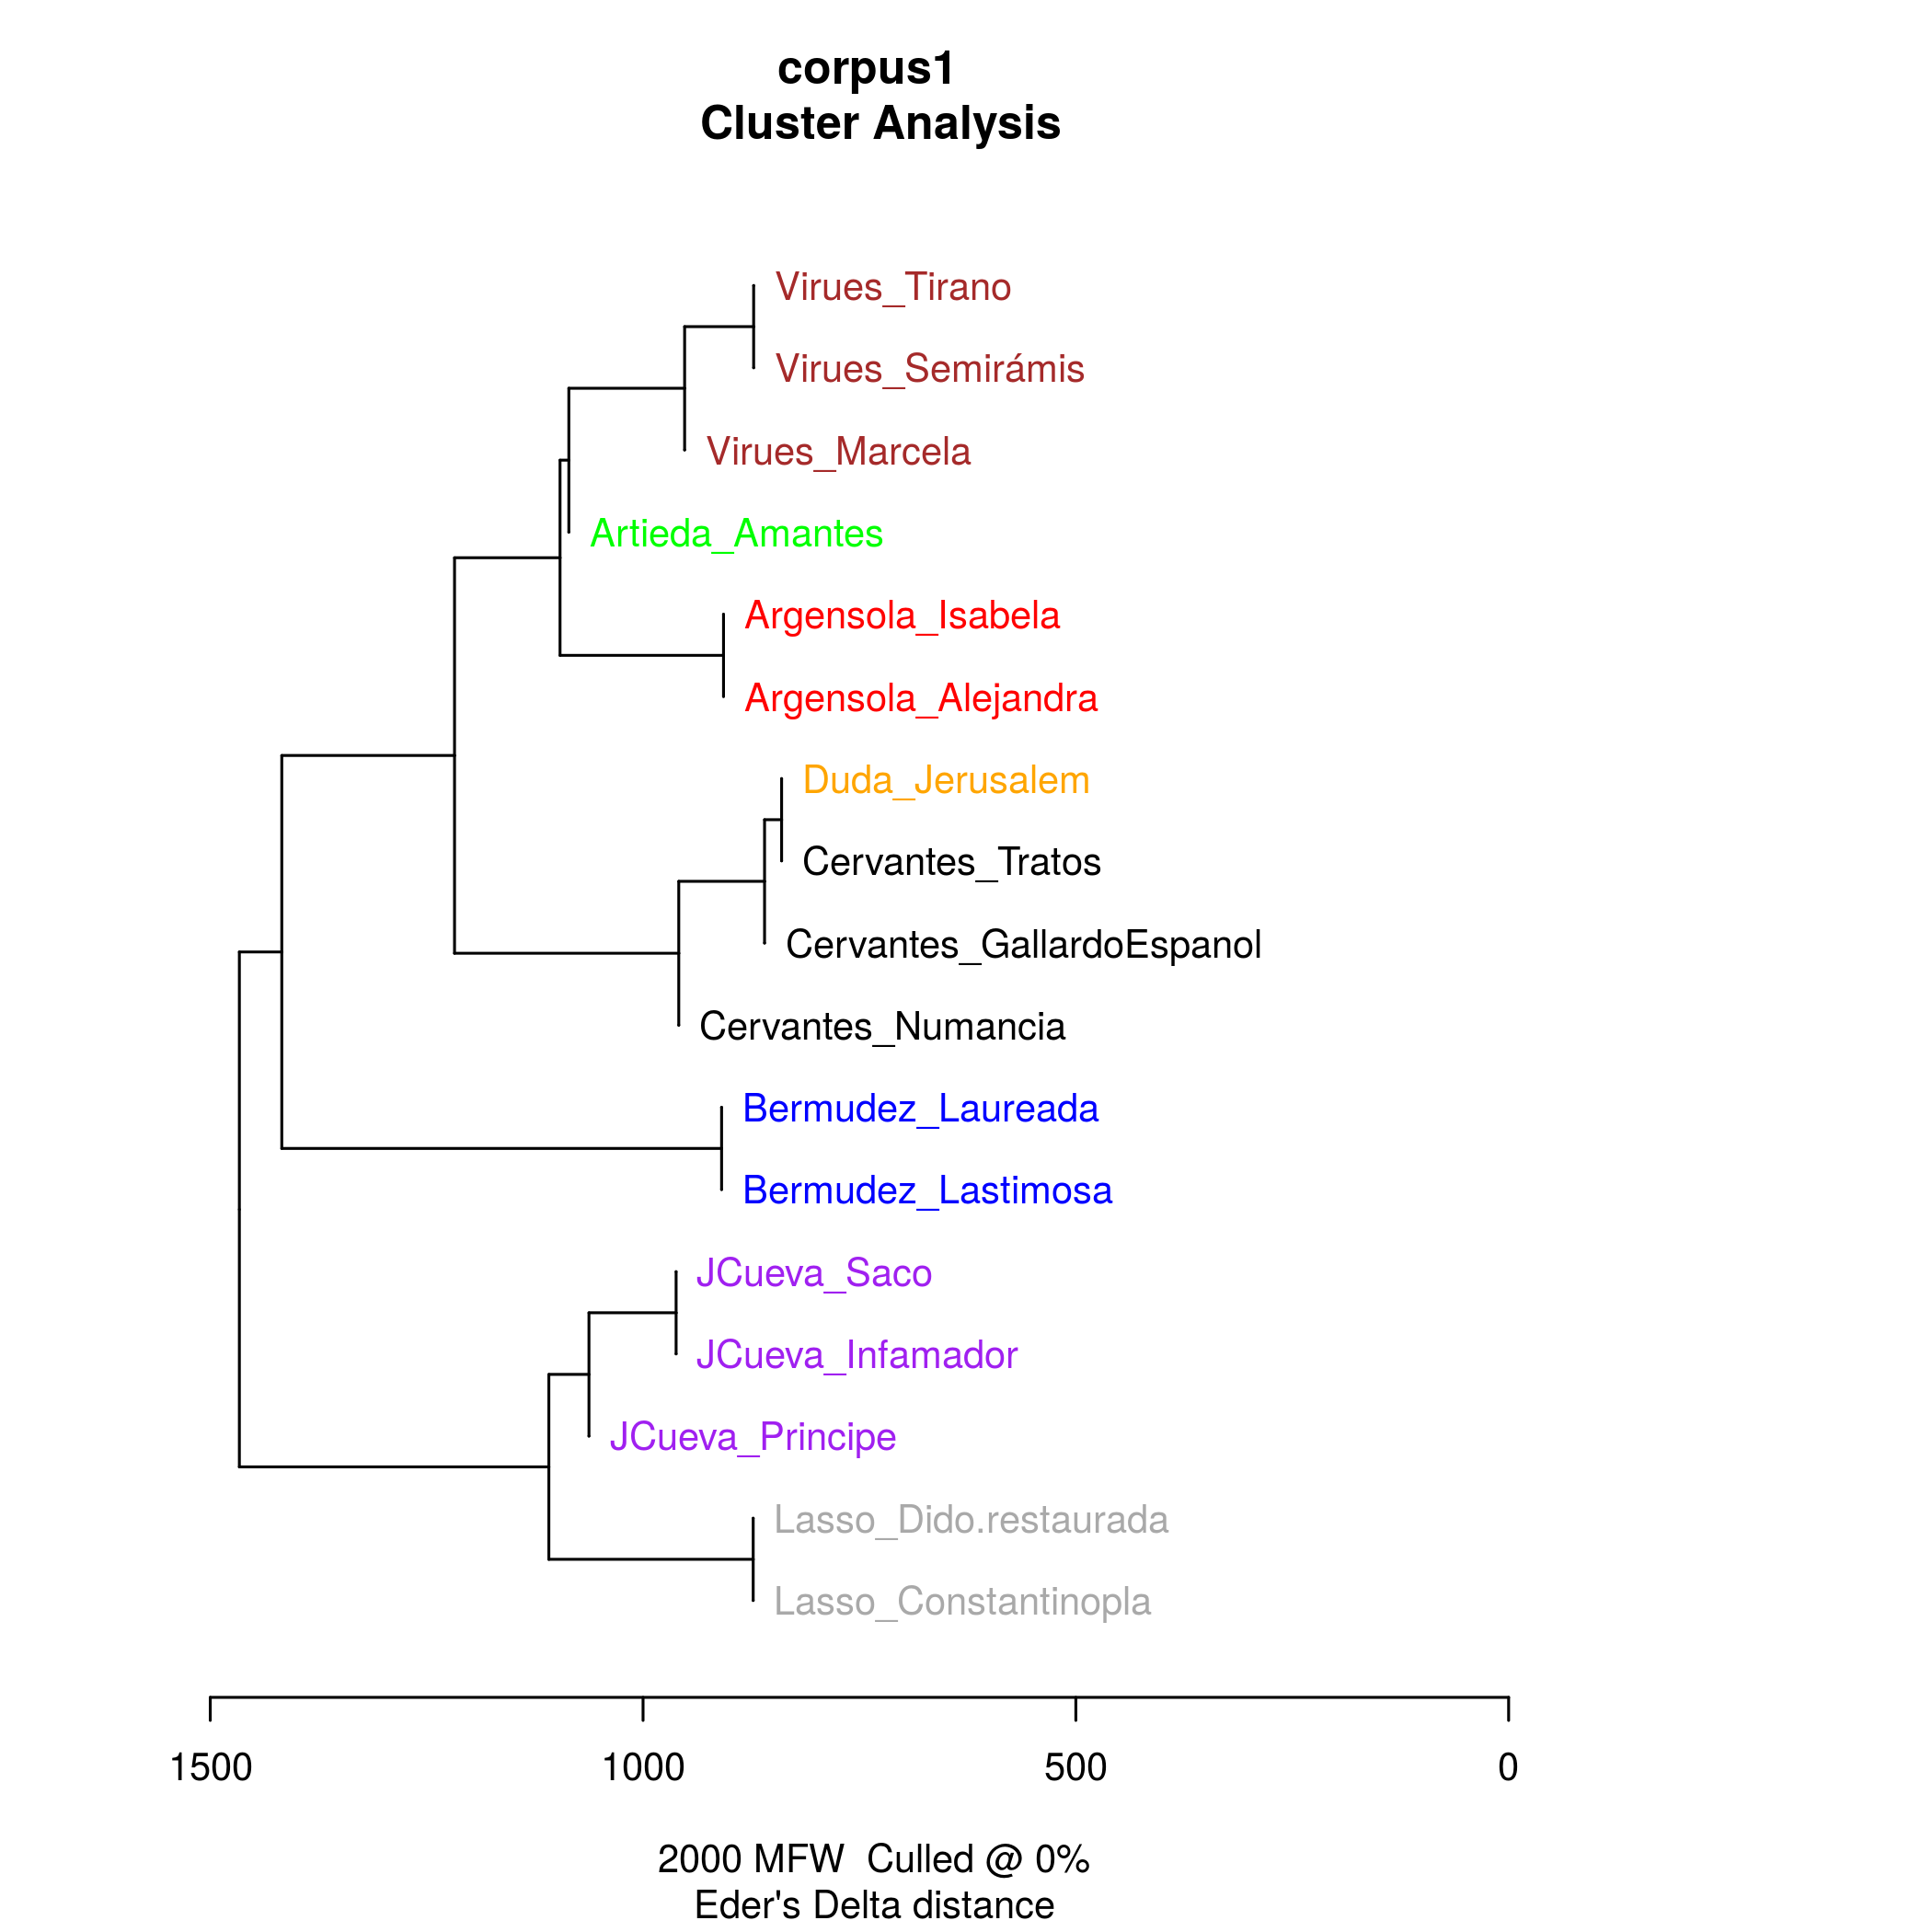 corpus1
Cluster Analysis
Virues_Tirano
Virues_Semirámis
Virues_Marcela
Artieda_Amantes
Argensola_Isabela
Argensola_Alejandra
Duda_Jerusalem
Cervantes_Tratos
Cervantes_GallardoEspanol
Cervantes_Numancia
Bermudez_Laureada
Bermudez_Lastimosa
JCueva_Saco
JCueva_Infamador
JCueva_Principe
Lasso_Dido.restaurada
Lasso_Constantinopla
1500 1000 500 0
2000 MFW  Culled @ 0%
Eder's Delta distance